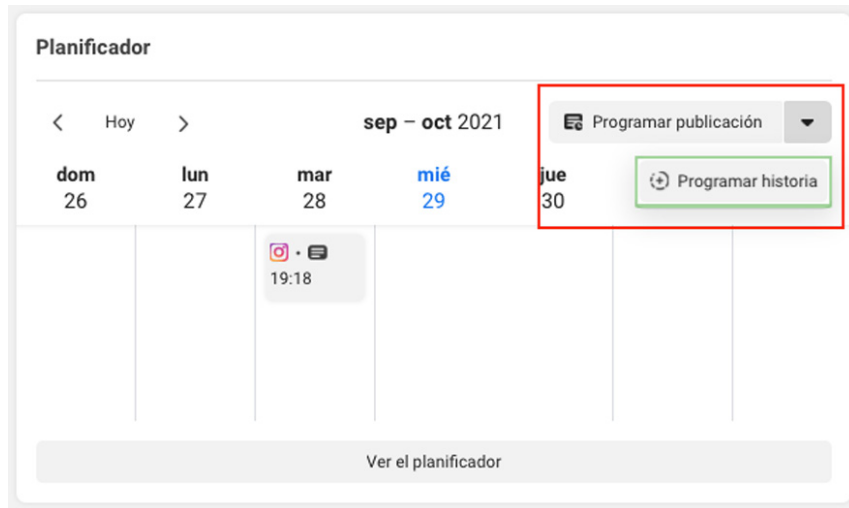 Planificador
Hoy
sep – oct 2021
Programar publicación
dom
26
lun
27
mar
28
mié
29
jue
30
Programar historia
19:18
Ver el planificador